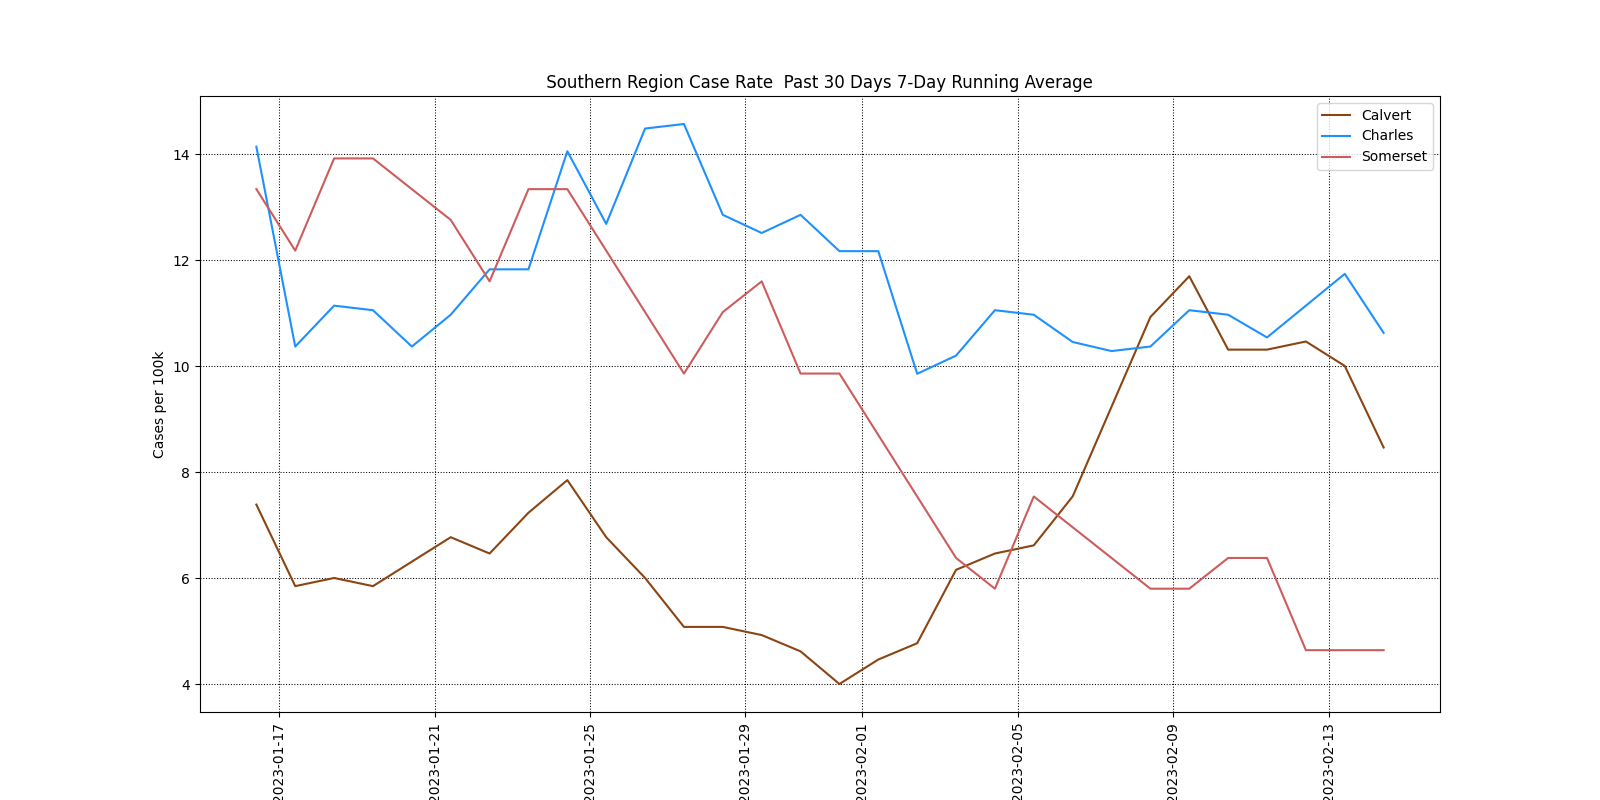 Southern Region Case Rate  Past 30 Days 7-Day Running Average
Calvert
Charles
Somerset
Cases per 100k
14
12
10
8
6
4
2023-01-17
2023-01-21
2023-01-25
2023-01-29
2023-02-01
2023-02-05
2023-02-09
2023-02-13